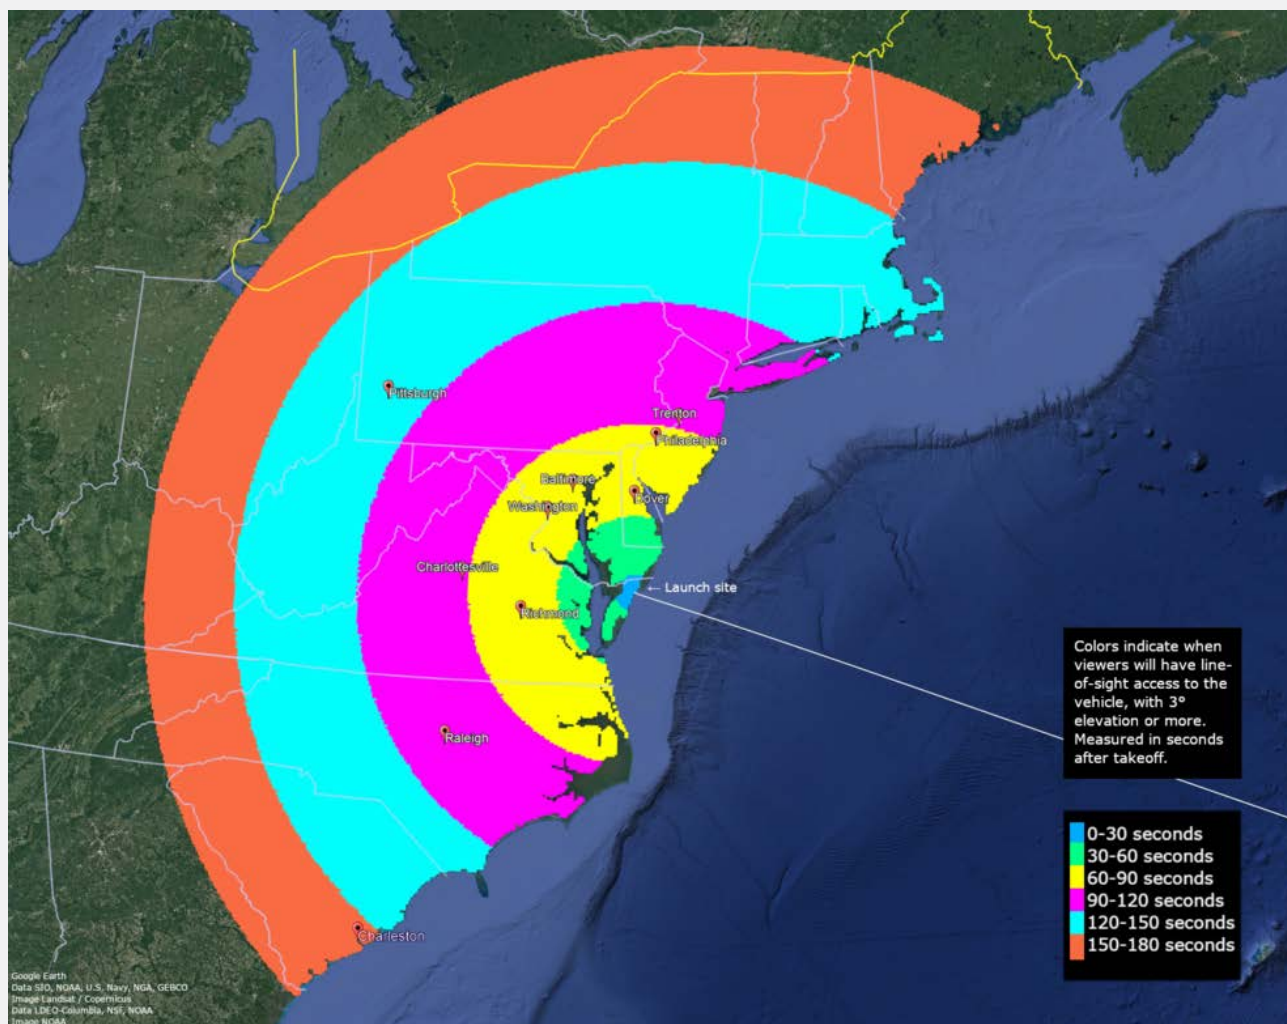 Pittsburgh
Trenton
Philadelphia
Baltimore
Dover
Washington
Charlottesville
← Launch site
Richmond
Raleigh
Charleston
Colors indicate when
viewers will have line-
of-sight access to the
vehicle, with 3°
elevation or more.
Measured in seconds
after takeoff.
0-30 seconds
30-60 seconds
60-90 seconds
90-120 seconds
120-150 seconds
150-180 seconds
Google Earth
Data SIO, NOAA, U.S. Navy, NGA, GEBCO
Image Landsat / Copernicus
Data LDEO-Columbia, NSF, NOAA
Image NOAA